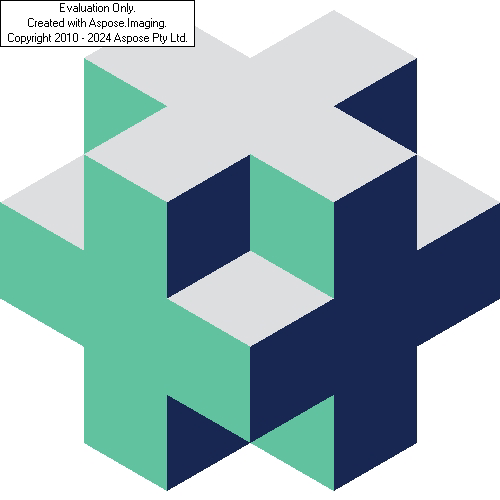 Evaluation Only.
Created with Aspose.Imaging.
Copyright 2010 - 2024 Aspose Pty Ltd.